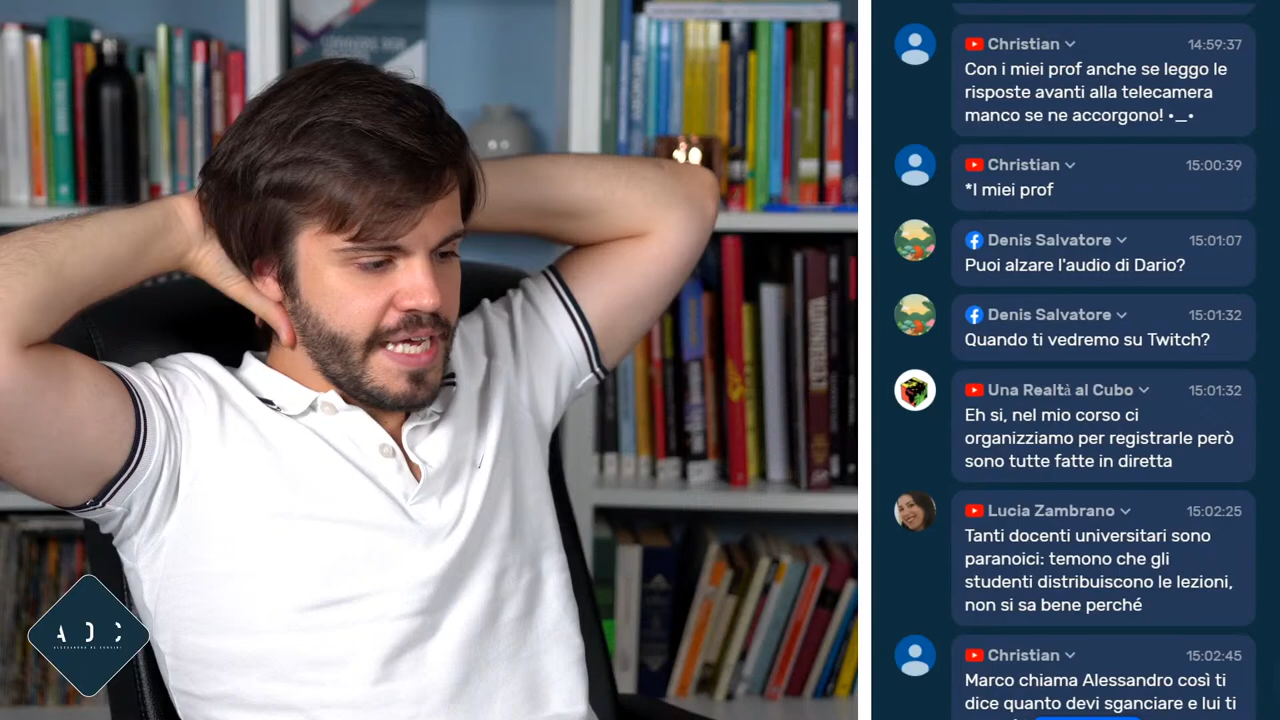 Christian 14:59:37
Con i miei prof anche se leggo le
risposte avanti alla telecamera
manco se ne accorgono! •_•
Christian 15:00:39
*I miei prof
Denis Salvatore 15:01:07
Puoi alzare l'audio di Dario?
Denis Salvatore 15:01:32
Quando ti vedremo su Twitch?
Una Realtà al Cubo 15:01:32
Eh si, nel mio corso ci
organizziamo per registrarle però
sono tutte fatte in diretta
Lucia Zambrano 15:02:25
Tanti docenti universitari sono
paranoici: temono che gli
studenti distribuiscono le lezioni,
non si sa bene perché
Christian 15:02:45
Marco chiama Alessandro così ti
dice quanto devi sganciare e lui ti